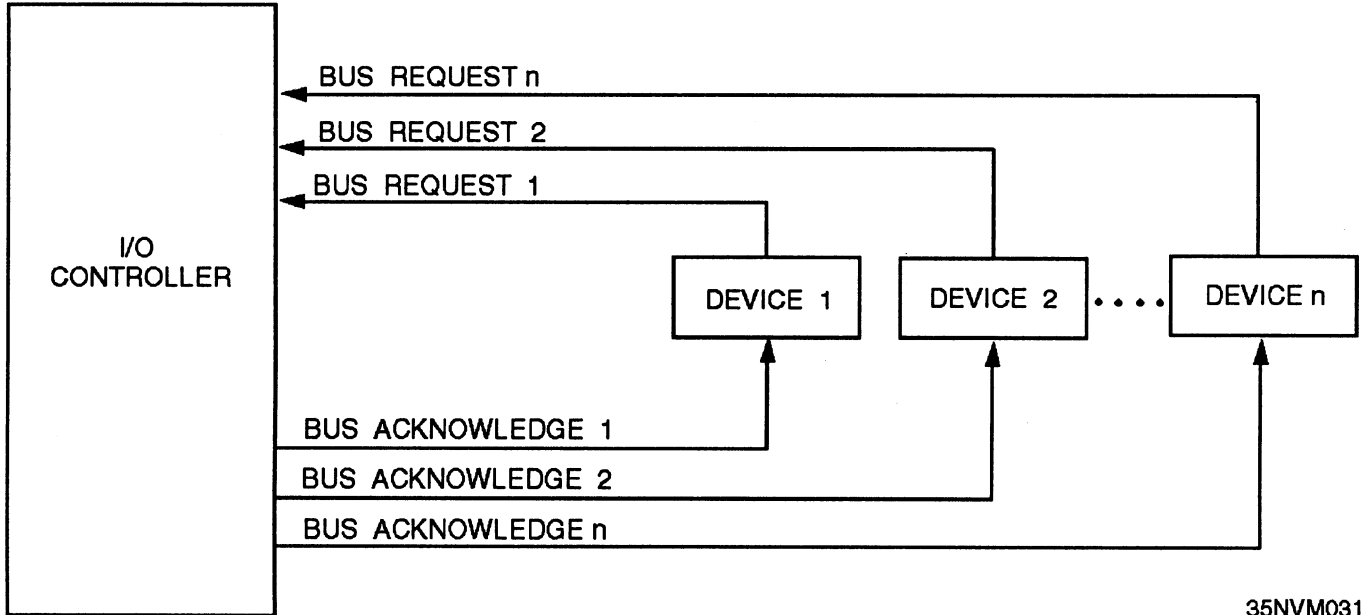 BUS REQUEST n
BUS REQUEST 2
BUS REQUEST 1
I/O
CONTROLLER
DEVICE 1
DEVICE 2
DEVICE n
BUS ACKNOWLEDGE 1
BUS ACKNOWLEDGE 2
BUS ACKNOWLEDGE n
35NVM031